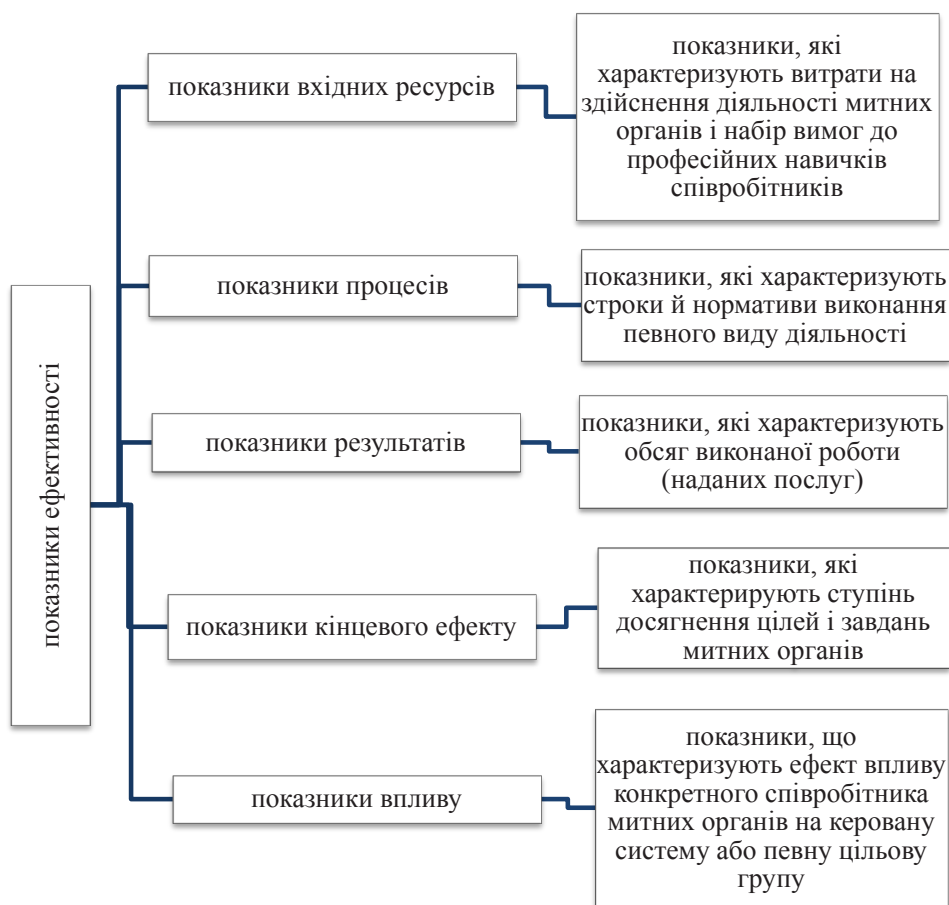 показники ефективності
показники вхідних ресурсів
показники, які
характеризують витрати на
здійснення діяльності митних
органів і набір вимог до
професійних навичків
співробітників
показники процесів
показники, які характеризують
строки й нормативи виконання
певного виду діяльності
показники результатів
показники, які характеризують
обсяг виконаної роботи
(наданих послуг)
показники кінцевого ефекту
показники, які
характерирують ступінь
досягнення цілей і завдань
митних органів
показники впливу
показники, що
характеризують ефект впливу
конкретного співробітника
митних органів на керовану
систему або певну цільову
групу